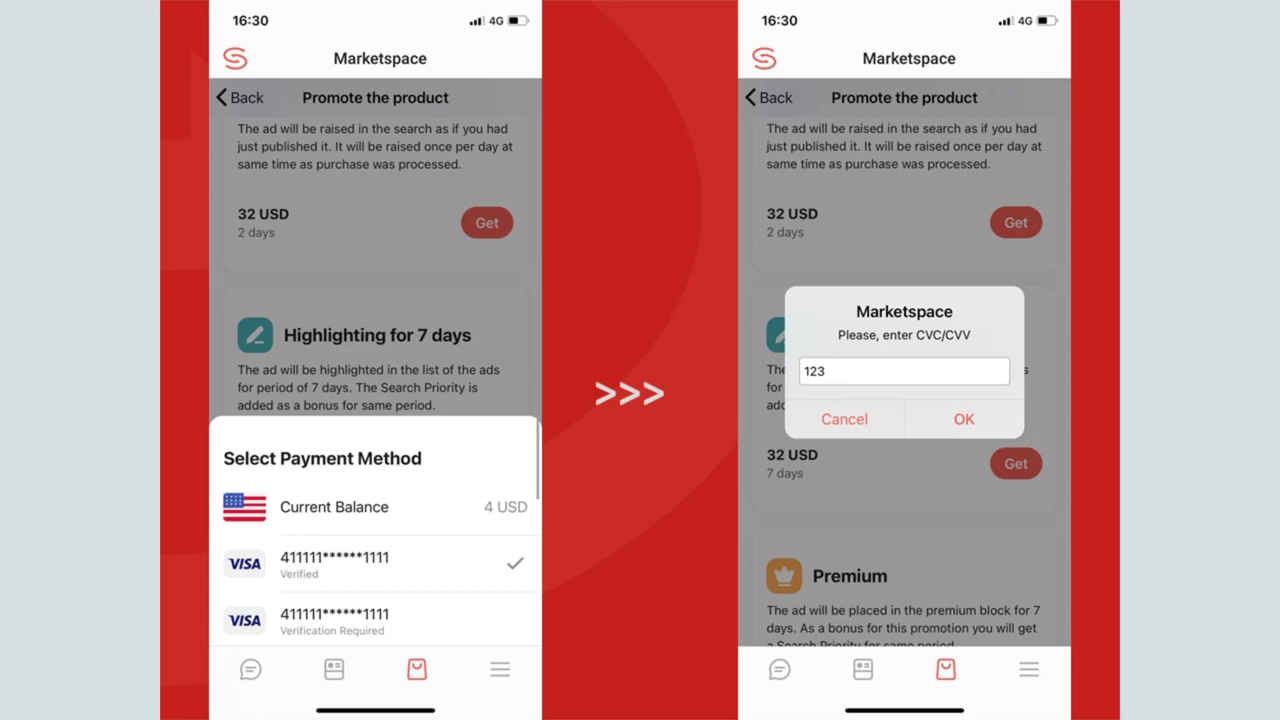 16:30
4G
Marketspace
Back
Promote the product
The ad will be raised in the search as if you had
just published it. It will be raised once per day at
same time as purchase was processed.
32 USD
2 days
Get
Highlighting for 7 days
The ad will be highlighted in the list of the ads
for period of 7 days. The Search Priority is
added as a bonus for same period.
Select Payment Method
Current Balance
4 USD
VISA
411111******1111
Verified
VISA
411111******1111
Verification Required
>>>
16:30
4G
Marketspace
Back
Promote the product
The ad will be raised in the search as if you had
just published it. It will be raised once per day at
same time as purchase was processed.
32 USD
2 days
Get
The
s
for
adc
Marketspace
Please, enter CVC/CVV
123
Cancel
OK
32 USD
7 days
Get
Premium
The ad will be placed in the premium block for 7
days. As a bonus for this promotion you will get
a Search Priority for same period.